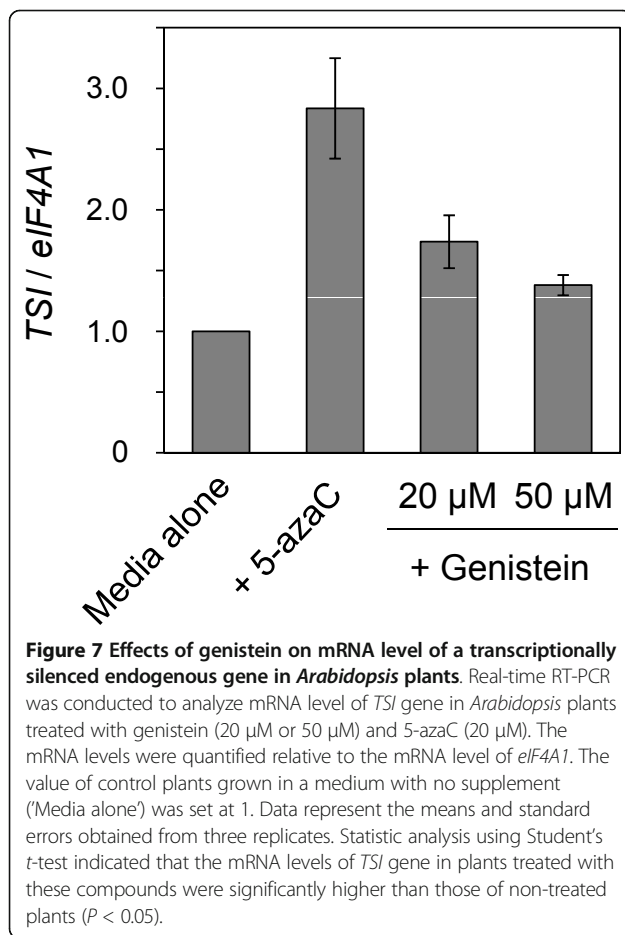 3.0
2.0
1.0
0
TSI / eIF4A1
Media alone
+ 5-azaC
20 μM 50 μM
+ Genistein
Figure 7 Effects of genistein on mRNA level of a transcriptionally
silenced endogenous gene in Arabidopsis plants. Real-time RT-PCR
was conducted to analyze mRNA level of TSI gene in Arabidopsis plants
treated with genistein (20 μM or 50 μM) and 5-azaC (20 μM). The
mRNA levels were quantified relative to the mRNA level of eIF4A1. The
value of control plants grown in a medium with no supplement
('Media alone') was set at 1. Data represent the means and standard
errors obtained from three replicates. Statistic analysis using Student's
t-test indicated that the mRNA levels of TSI gene in plants treated with
these compounds were significantly higher than those of non-treated
plants (P < 0.05).